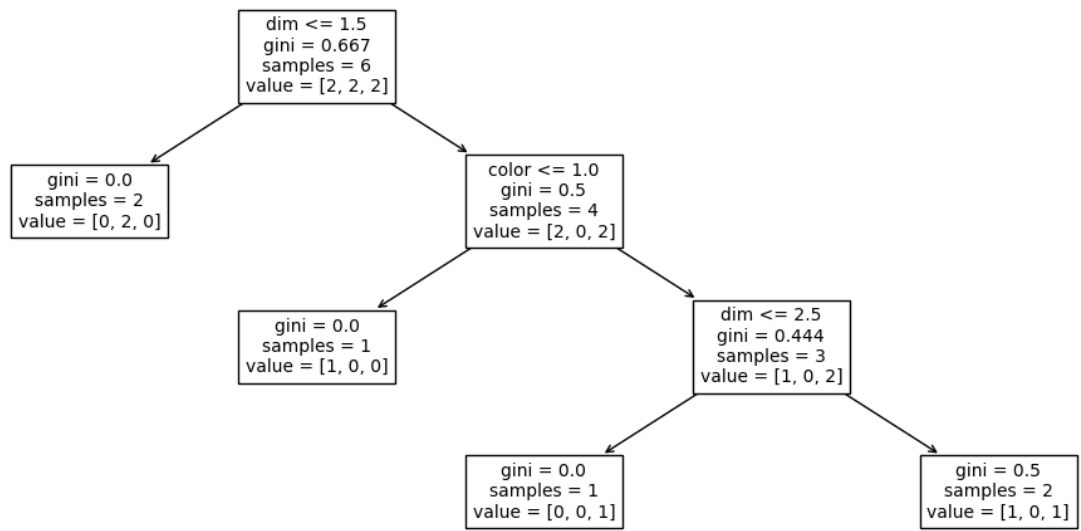 dim <= 1.5
gini = 0.667
samples = 6
value = [2, 2, 2]
gini = 0.0
samples = 2
value = [0, 2, 0]
color <= 1.0
gini = 0.5
samples = 4
value = [2, 0, 2]
gini = 0.0
samples = 1
value = [1, 0, 0]
dim <= 2.5
gini = 0.444
samples = 3
value = [1, 0, 2]
gini = 0.0
samples = 1
value = [0, 0, 1]
gini = 0.5
samples = 2
value = [1, 0, 1]